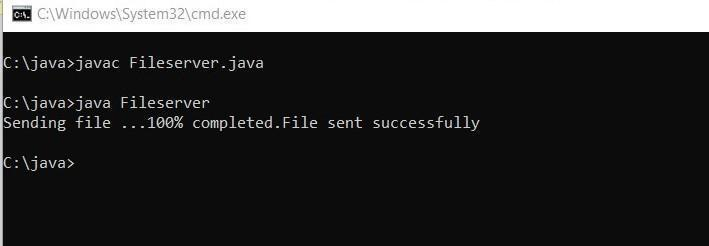 C:\Windows\System32\cmd.exe
C:\java>javac Fileserver.java
C:\java>java Fileserver
Sending file ...100% completed.File sent successfully
C:\java>